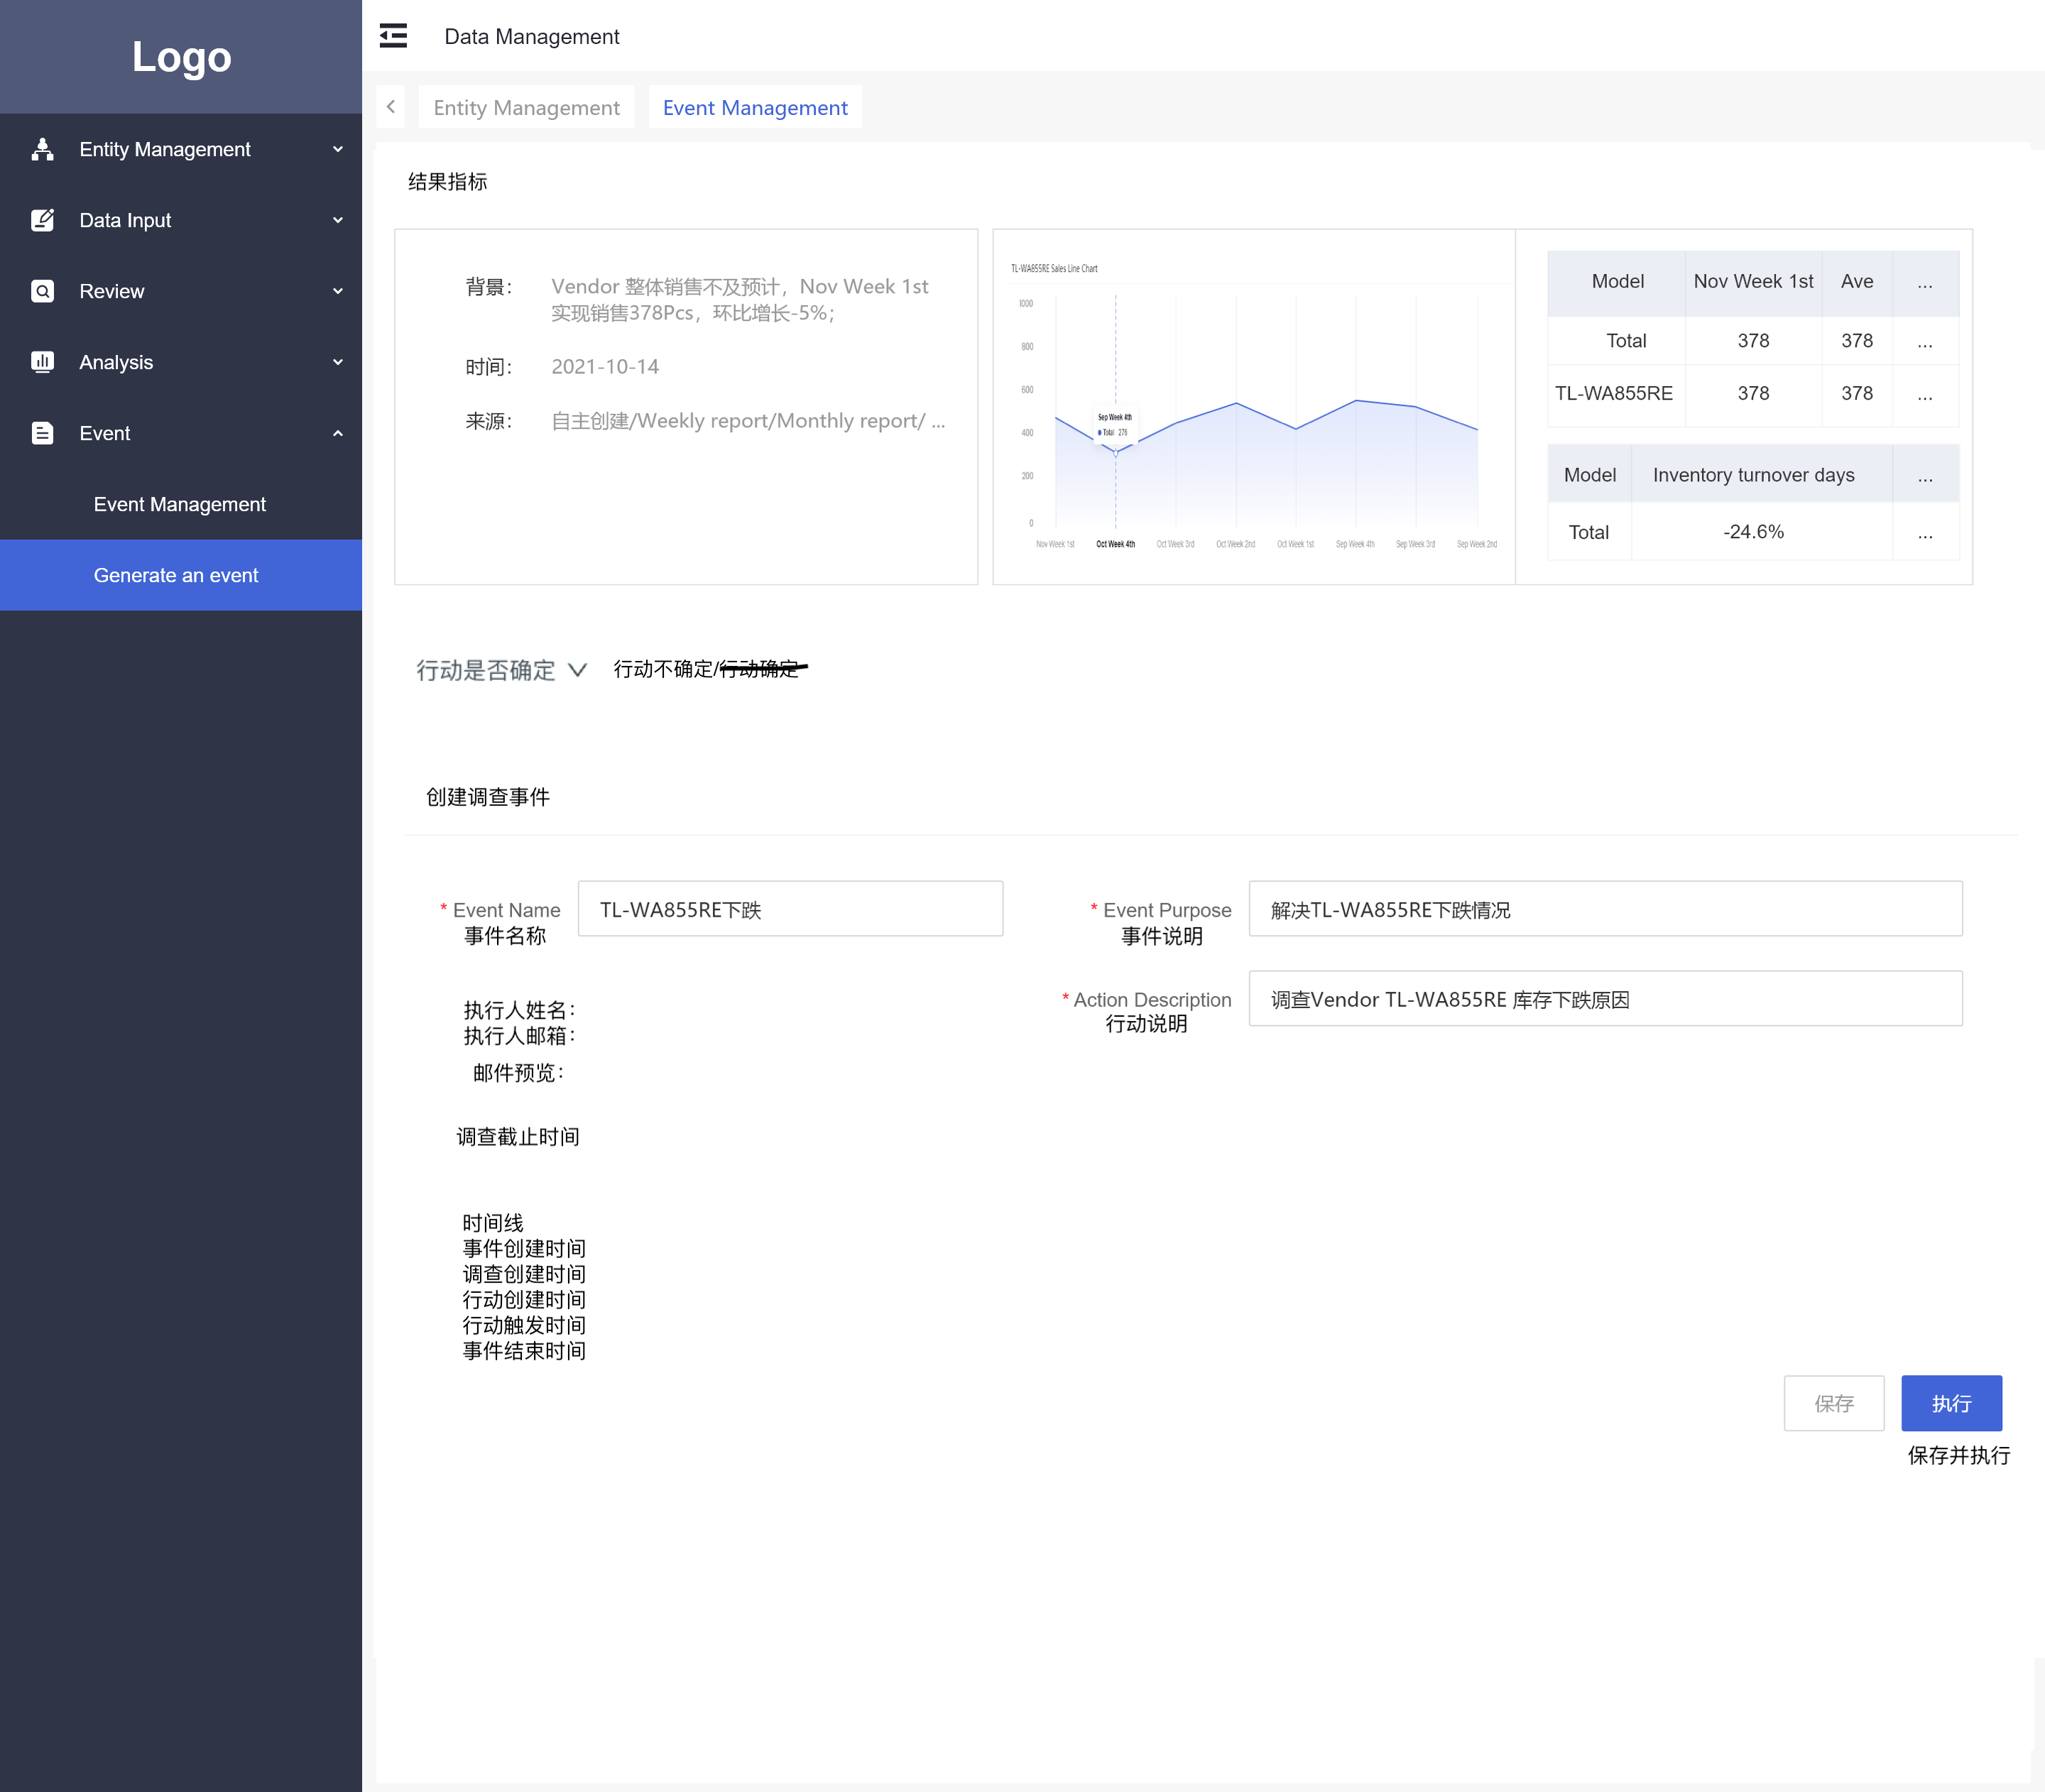 Logo
Data Management
Entity Management
Event Management
Entity Management
Data Input
Review
Analysis
Event
Event Management
Generate an event
结果指标
背景：
Vendor 整体销售不及预计，Nov Week 1st
实现销售378Pcs，环比增长-5%；
时间：
2021-10-14
来源：
自主创建/Weekly report/Monthly report/ ...
TL-WA855RE Sales Line Chart
1000
800
600
400
200
0
Sep Week 4th
Total 276
Nov Week 1st
Oct Week 4th
Oct Week 3rd
Oct Week 2nd
Oct Week 1st
Sep Week 4th
Sep Week 3rd
Sep Week 2nd
Model Nov Week 1st Ave ...
Total 378 378 ...
TL-WA855RE 378 378 ...
Model Inventory turnover days ...
Total -24.6% ...
行动是否确定
行动不确定/行动确定
创建调查事件
* Event Name
事件名称
TL-WA855RE下跌
* Event Purpose
事件说明
解决TL-WA855RE下跌情况
* Action Description
行动说明
调查Vendor TL-WA855RE 库存下跌原因
执行人姓名：
执行人邮箱：
邮件预览：
调查截止时间
时间线
事件创建时间
调查创建时间
行动创建时间
行动触发时间
事件结束时间
保存
执行
保存并执行